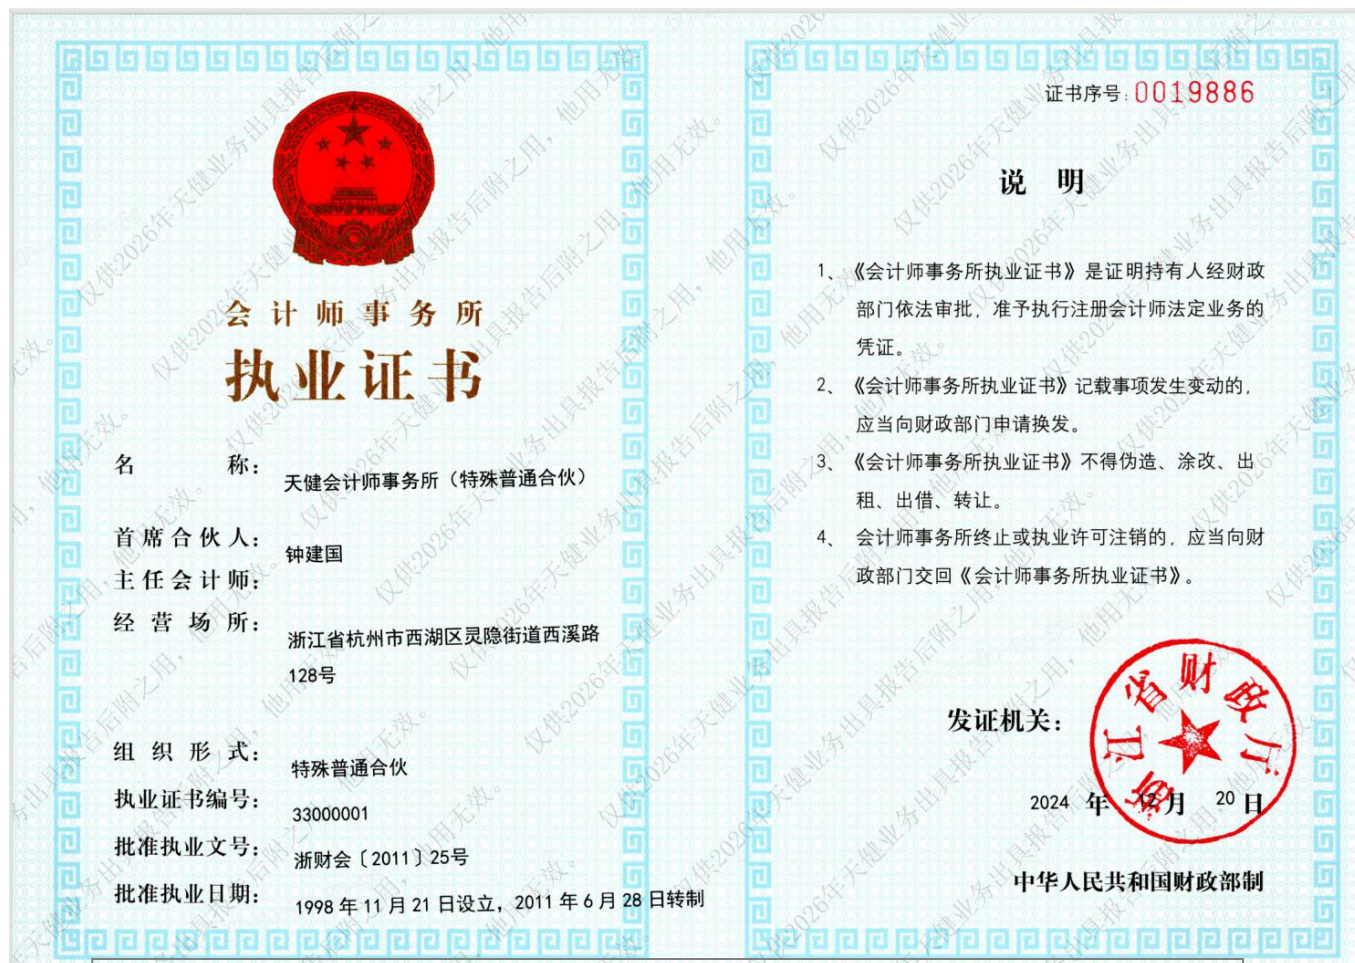 会计师事务所
执业证书
名称：
天健会计师事务所（特殊普通合伙）
首席合伙人：
钟建国
主任会计师：
经营场所：
浙江省杭州市西湖区灵隐街道西溪路
128号
组织形式：
特殊普通合伙
执业证书编号：
33000001
批准执业文号：
浙财会〔2011〕25号
批准执业日期：
1998年11月21日设立，2011年6月28日转制
证书序号：0019886
说明
1、《会计师事务所执业证书》是证明持有人经财政
部门依法审批，准予执行注册会计师法定业务的
凭证。
2、《会计师事务所执业证书》记载事项发生变动的，
应当向财政部门申请换发。
3、《会计师事务所执业证书》不得伪造、涂改、出
租、出借、转让。
4、会计师事务所终止或执业许可注销的，应当向财
政部门交回《会计师事务所执业证书》。
发证机关：
浙江省财政厅
2024年12月20日
中华人民共和国财政部制
仅供2026年天健业务出具报告后附之用，他用无效。